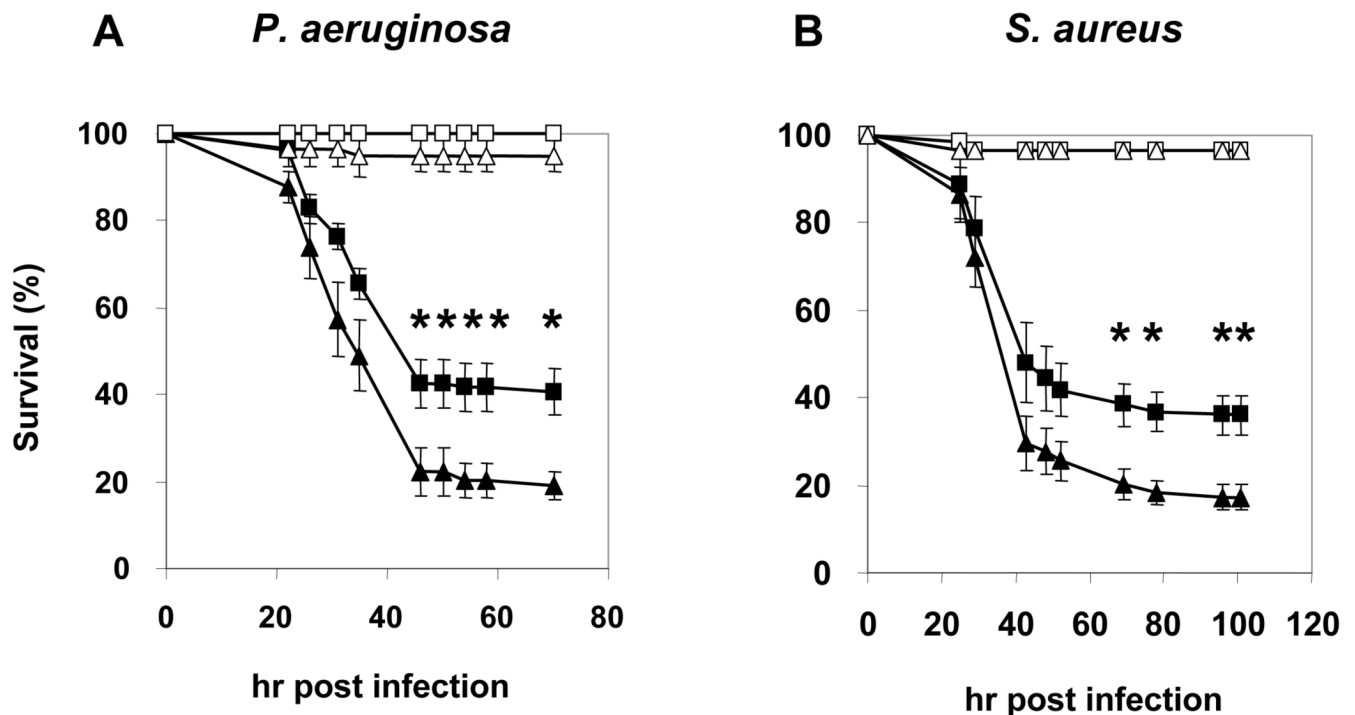 A P. aeruginosa
B S. aureus
Survival (%)
100
80
60
40
20
0
* * * * *
0 20 40 60 80
hr post infection
100
80
60
40
20
0
* * * *
0 20 40 60 80 100 120
hr post infection